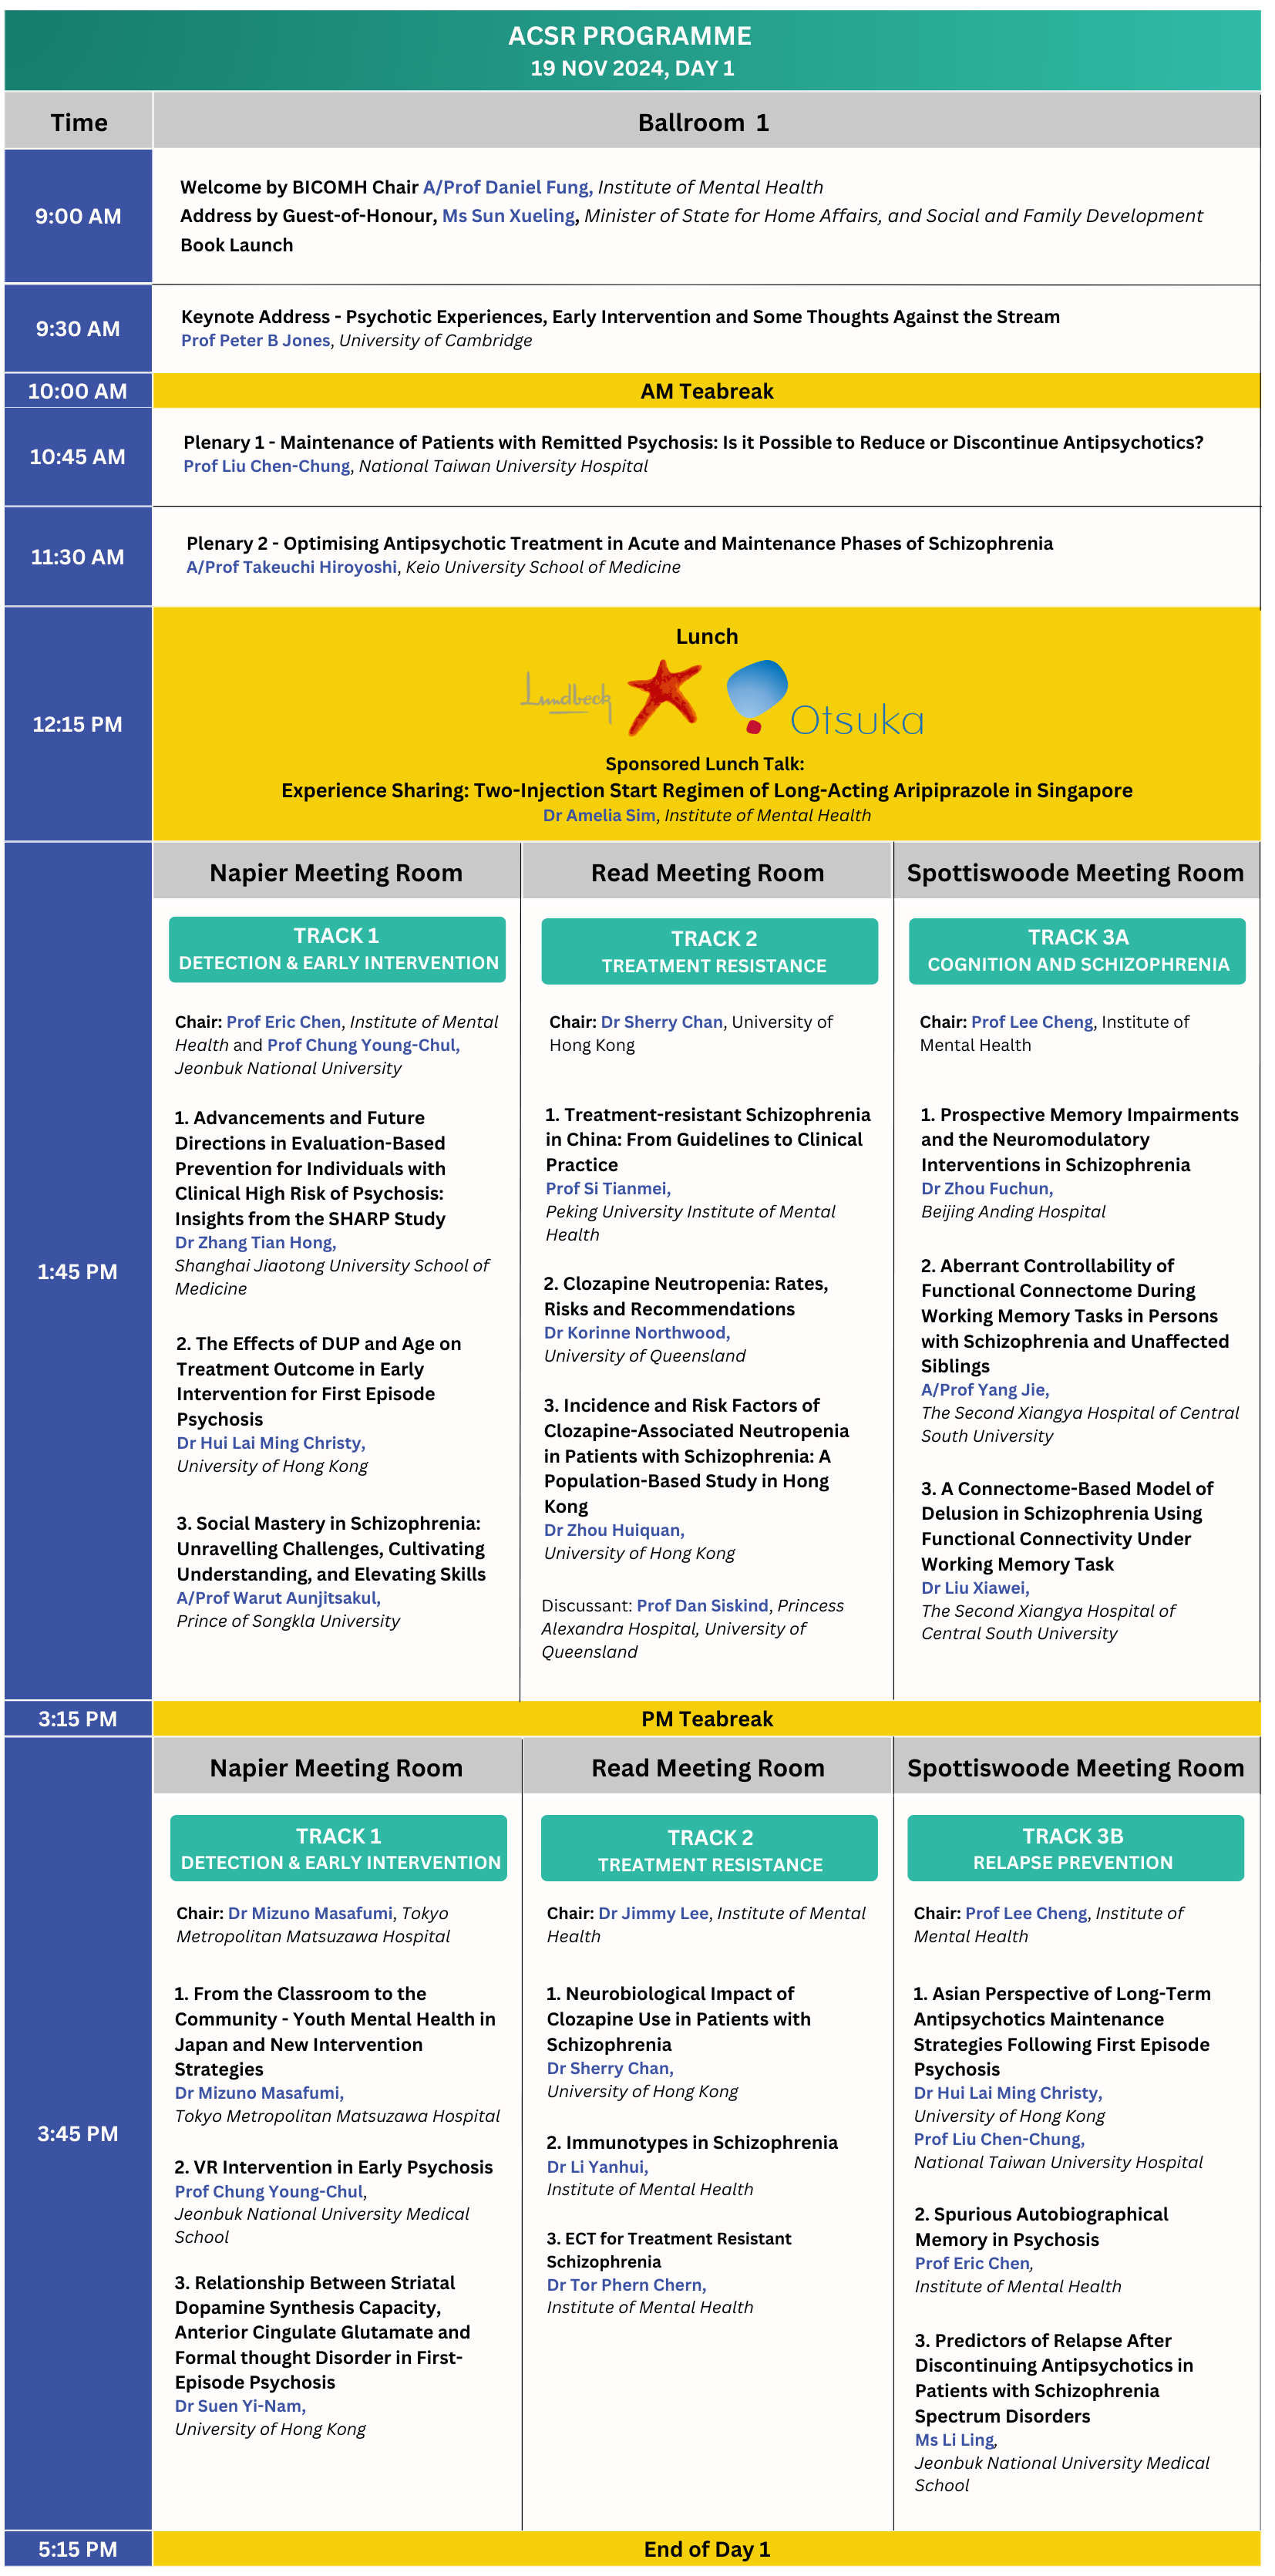 ACSR PROGRAMME
19 NOV 2024, DAY 1
Time
Ballroom 1
9:00 AM
Welcome by BICOMH Chair A/Prof Daniel Fung, Institute of Mental Health
Address by Guest-of-Honour, Ms Sun Xueling, Minister of State for Home Affairs, and Social and Family Development
Book Launch
9:30 AM
Keynote Address - Psychotic Experiences, Early Intervention and Some Thoughts Against the Stream
Prof Peter B Jones, University of Cambridge
10:00 AM
AM Teabreak
10:45 AM
Plenary 1 - Maintenance of Patients with Remitted Psychosis: Is it Possible to Reduce or Discontinue Antipsychotics?
Prof Liu Chen-Chung, National Taiwan University Hospital
11:30 AM
Plenary 2 - Optimising Antipsychotic Treatment in Acute and Maintenance Phases of Schizophrenia
A/Prof Takeuchi Hiroyoshi, Keio University School of Medicine
12:15 PM
Lunch
Lundbeck
Otsuka
Sponsored Lunch Talk:
Experience Sharing: Two-Injection Start Regimen of Long-Acting Aripiprazole in Singapore
Dr Amelia Sim, Institute of Mental Health
1:45 PM
Napier Meeting Room
TRACK 1
DETECTION & EARLY INTERVENTION
Chair: Prof Eric Chen, Institute of Mental
Health and Prof Chung Young-Chul,
Jeonbuk National University
1. Advancements and Future
Directions in Evaluation-Based
Prevention for Individuals with
Clinical High Risk of Psychosis:
Insights from the SHARP Study
Dr Zhang Tian Hong,
Shanghai Jiaotong University School of
Medicine
2. The Effects of DUP and Age on
Treatment Outcome in Early
Intervention for First Episode
Psychosis
Dr Hui Lai Ming Christy,
University of Hong Kong
3. Social Mastery in Schizophrenia:
Unravelling Challenges, Cultivating
Understanding, and Elevating Skills
A/Prof Warut Aunjitsakul,
Prince of Songkla University
Read Meeting Room
TRACK 2
TREATMENT RESISTANCE
Chair: Dr Sherry Chan, University of
Hong Kong
1. Treatment-resistant Schizophrenia
in China: From Guidelines to Clinical
Practice
Prof Si Tianmei,
Peking University Institute of Mental
Health
2. Clozapine Neutropenia: Rates,
Risks and Recommendations
Dr Korinne Northwood,
University of Queensland
3. Incidence and Risk Factors of
Clozapine-Associated Neutropenia
in Patients with Schizophrenia: A
Population-Based Study in Hong
Kong
Dr Zhou Huiquan,
University of Hong Kong
Discussant: Prof Dan Siskind, Princess
Alexandra Hospital, University of
Queensland
Spottiswoode Meeting Room
TRACK 3A
COGNITION AND SCHIZOPHRENIA
Chair: Prof Lee Cheng, Institute of
Mental Health
1. Prospective Memory Impairments
and the Neuromodulatory
Interventions in Schizophrenia
Dr Zhou Fuchun,
Beijing Anding Hospital
2. Aberrant Controllability of
Functional Connectome During
Working Memory Tasks in Persons
with Schizophrenia and Unaffected
Siblings
A/Prof Yang Jie,
The Second Xiangya Hospital of Central
South University
3. A Connectome-Based Model of
Delusion in Schizophrenia Using
Functional Connectivity Under
Working Memory Task
Dr Liu Xiawei,
The Second Xiangya Hospital of
Central South University
3:15 PM
PM Teabreak
3:45 PM
Napier Meeting Room
TRACK 1
DETECTION & EARLY INTERVENTION
Chair: Dr Mizuno Masafumi, Tokyo
Metropolitan Matsuzawa Hospital
1. From the Classroom to the
Community - Youth Mental Health in
Japan and New Intervention
Strategies
Dr Mizuno Masafumi,
Tokyo Metropolitan Matsuzawa Hospital
2. VR Intervention in Early Psychosis
Prof Chung Young-Chul,
Jeonbuk National University Medical
School
3. Relationship Between Striatal
Dopamine Synthesis Capacity,
Anterior Cingulate Glutamate and
Formal thought Disorder in First-
Episode Psychosis
Dr Suen Yi-Nam,
University of Hong Kong
Read Meeting Room
TRACK 2
TREATMENT RESISTANCE
Chair: Dr Jimmy Lee, Institute of Mental
Health
1. Neurobiological Impact of
Clozapine Use in Patients with
Schizophrenia
Dr Sherry Chan,
University of Hong Kong
2. Immunotypes in Schizophrenia
Dr Li Yanhui,
Institute of Mental Health
3. ECT for Treatment Resistant
Schizophrenia
Dr Tor Phern Chern,
Institute of Mental Health
Spottiswoode Meeting Room
TRACK 3B
RELAPSE PREVENTION
Chair: Prof Lee Cheng, Institute of
Mental Health
1. Asian Perspective of Long-Term
Antipsychotics Maintenance
Strategies Following First Episode
Psychosis
Dr Hui Lai Ming Christy,
University of Hong Kong
Prof Liu Chen-Chung,
National Taiwan University Hospital
2. Spurious Autobiographical
Memory in Psychosis
Prof Eric Chen,
Institute of Mental Health
3. Predictors of Relapse After
Discontinuing Antipsychotics in
Patients with Schizophrenia
Spectrum Disorders
Ms Li Ling,
Jeonbuk National University Medical
School
5:15 PM
End of Day 1